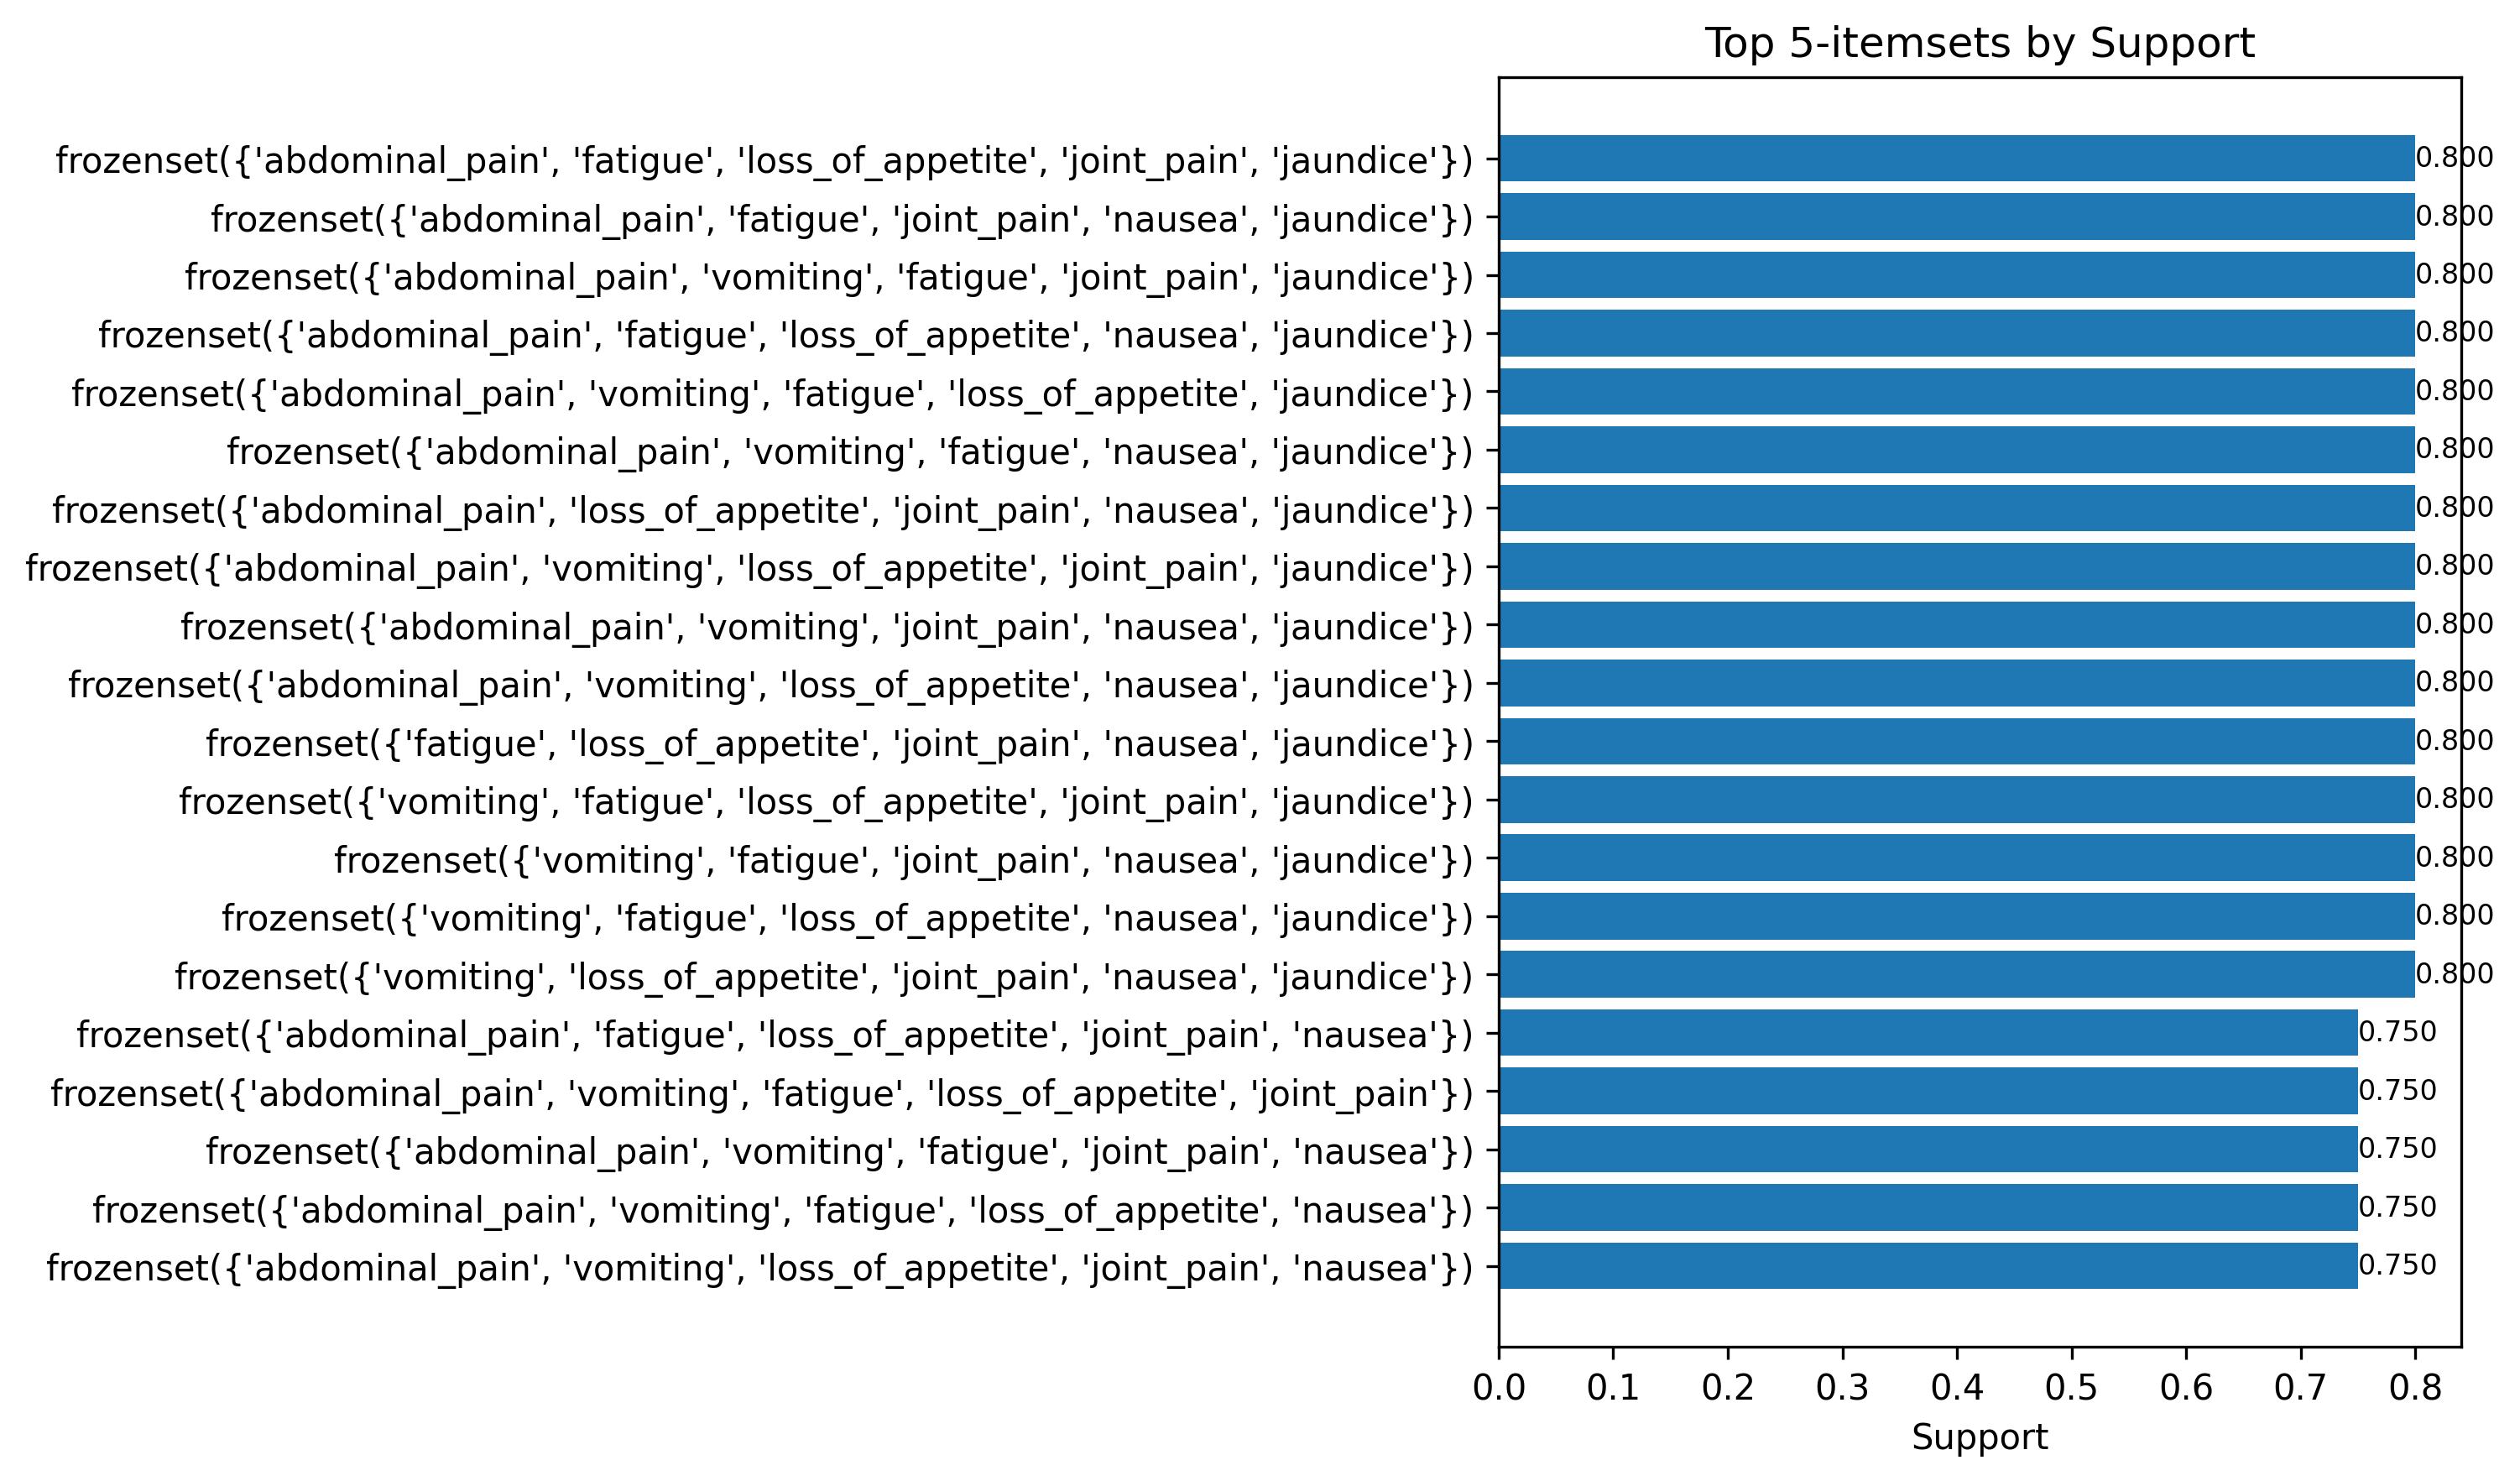 Top 5-itemsets by Support
frozenset({'abdominal_pain', 'fatigue', 'loss_of_appetite', 'joint_pain', 'jaundice'}) 0.800
frozenset({'abdominal_pain', 'fatigue', 'joint_pain', 'nausea', 'jaundice'}) 0.800
frozenset({'abdominal_pain', 'vomiting', 'fatigue', 'joint_pain', 'jaundice'}) 0.800
frozenset({'abdominal_pain', 'fatigue', 'loss_of_appetite', 'nausea', 'jaundice'}) 0.800
frozenset({'abdominal_pain', 'vomiting', 'fatigue', 'loss_of_appetite', 'jaundice'}) 0.800
frozenset({'abdominal_pain', 'vomiting', 'fatigue', 'nausea', 'jaundice'}) 0.800
frozenset({'abdominal_pain', 'loss_of_appetite', 'joint_pain', 'nausea', 'jaundice'}) 0.800
frozenset({'abdominal_pain', 'vomiting', 'loss_of_appetite', 'joint_pain', 'jaundice'}) 0.800
frozenset({'abdominal_pain', 'vomiting', 'joint_pain', 'nausea', 'jaundice'}) 0.800
frozenset({'abdominal_pain', 'vomiting', 'loss_of_appetite', 'nausea', 'jaundice'}) 0.800
frozenset({'fatigue', 'loss_of_appetite', 'joint_pain', 'nausea', 'jaundice'}) 0.800
frozenset({'vomiting', 'fatigue', 'loss_of_appetite', 'joint_pain', 'jaundice'}) 0.800
frozenset({'vomiting', 'fatigue', 'joint_pain', 'nausea', 'jaundice'}) 0.800
frozenset({'vomiting', 'fatigue', 'loss_of_appetite', 'nausea', 'jaundice'}) 0.800
frozenset({'vomiting', 'loss_of_appetite', 'joint_pain', 'nausea', 'jaundice'}) 0.800
frozenset({'abdominal_pain', 'fatigue', 'loss_of_appetite', 'joint_pain', 'nausea'}) 0.750
frozenset({'abdominal_pain', 'vomiting', 'fatigue', 'loss_of_appetite', 'joint_pain'}) 0.750
frozenset({'abdominal_pain', 'vomiting', 'fatigue', 'joint_pain', 'nausea'}) 0.750
frozenset({'abdominal_pain', 'vomiting', 'fatigue', 'loss_of_appetite', 'nausea'}) 0.750
frozenset({'abdominal_pain', 'vomiting', 'loss_of_appetite', 'joint_pain', 'nausea'}) 0.750
0.0 0.1 0.2 0.3 0.4 0.5 0.6 0.7 0.8
Support